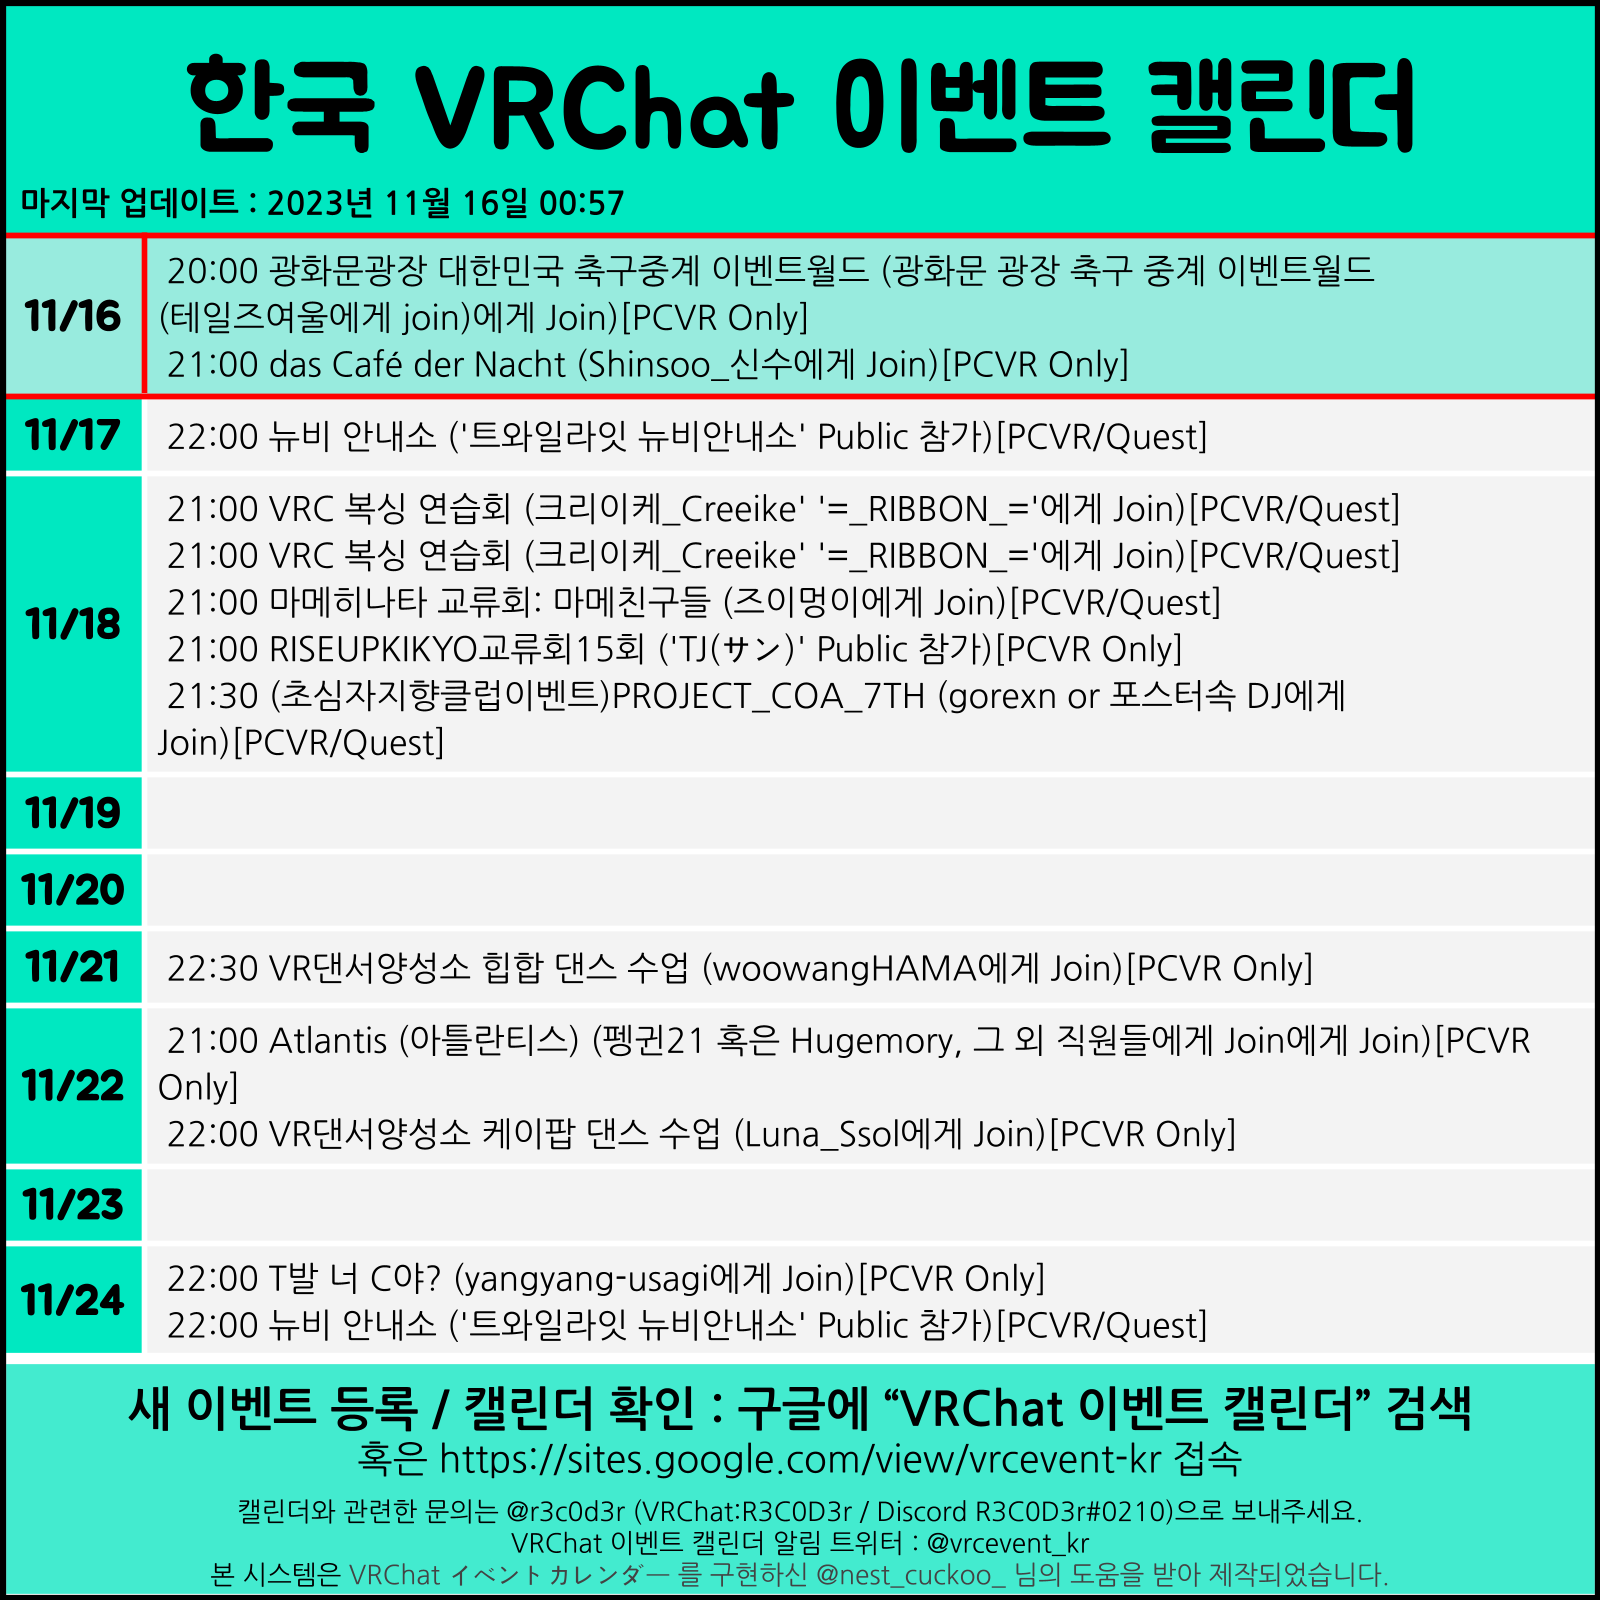 한국 VRChat 이벤트 캘린더
마지막 업데이트 : 2023년 11월 16일 00:57
11/16
20:00 광화문광장 대한민국 축구중계 이벤트월드 (광화문 광장 축구 중계 이벤트월드
(테일즈여울에게 join)에게 Join)[PCVR Only]
21:00 das Café der Nacht (Shinsoo_신수에게 Join)[PCVR Only]
11/17
22:00 뉴비 안내소 ('트와일라잇 뉴비안내소' Public 참가)[PCVR/Quest]
11/18
21:00 VRC 복싱 연습회 (크리이케_Creeike' '=_RIBBON_='에게 Join)[PCVR/Quest]
21:00 VRC 복싱 연습회 (크리이케_Creeike' '=_RIBBON_='에게 Join)[PCVR/Quest]
21:00 마메히나타 교류회: 마메친구들 (즈이멍이에게 Join)[PCVR/Quest]
21:00 RISEUPKIKYO교류회15회 ('TJ(サン)' Public 참가)[PCVR Only]
21:30 (초심자지향클럽이벤트)PROJECT_COA_7TH (gorexn or 포스터속 DJ에게
Join)[PCVR/Quest]
11/19
11/20
11/21
22:30 VR댄서양성소 힙합 댄스 수업 (woowangHAMA에게 Join)[PCVR Only]
11/22
21:00 Atlantis (아틀란티스) (펭귄21 혹은 Hugemory, 그 외 직원들에게 Join에게 Join)[PCVR
Only]
22:00 VR댄서양성소 케이팝 댄스 수업 (Luna_Ssol에게 Join)[PCVR Only]
11/23
11/24
22:00 T발 너 C야? (yangyang-usagi에게 Join)[PCVR Only]
22:00 뉴비 안내소 ('트와일라잇 뉴비안내소' Public 참가)[PCVR/Quest]
새 이벤트 등록 / 캘린더 확인 : 구글에 “VRChat 이벤트 캘린더” 검색
혹은 https://sites.google.com/view/vrcevent-kr 접속
캘린더와 관련한 문의는 @r3c0d3r (VRChat:R3C0D3r / Discord R3C0D3r#0210)으로 보내주세요.
VRChat 이벤트 캘린더 알림 트위터 : @vrcevent_kr
본 시스템은 VRChat イベントカレンダー 를 구현하신 @nest_cuckoo_ 님의 도움을 받아 제작되었습니다.